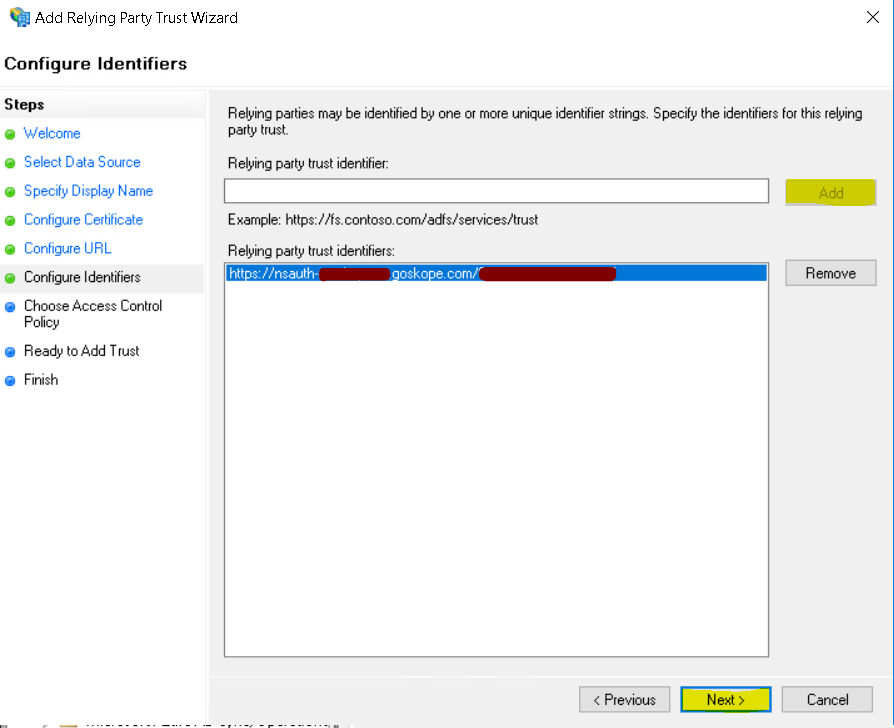 Add Relying Party Trust Wizard
Configure Identifiers
Steps
Welcome
Select Data Source
Specify Display Name
Configure Certificate
Configure URL
Configure Identifiers
Choose Access Control
Policy
Ready to Add Trust
Finish
Relying parties may be identified by one or more unique identifier strings. Specify the identifiers for this relying
party trust.
Relying party trust identifier:
Add
Example: https://fs.contoso.com/adfs/services/trust
Relying party trust identifiers:
https://nsauth- goskope.com/
Remove
< Previous
Next >
Cancel